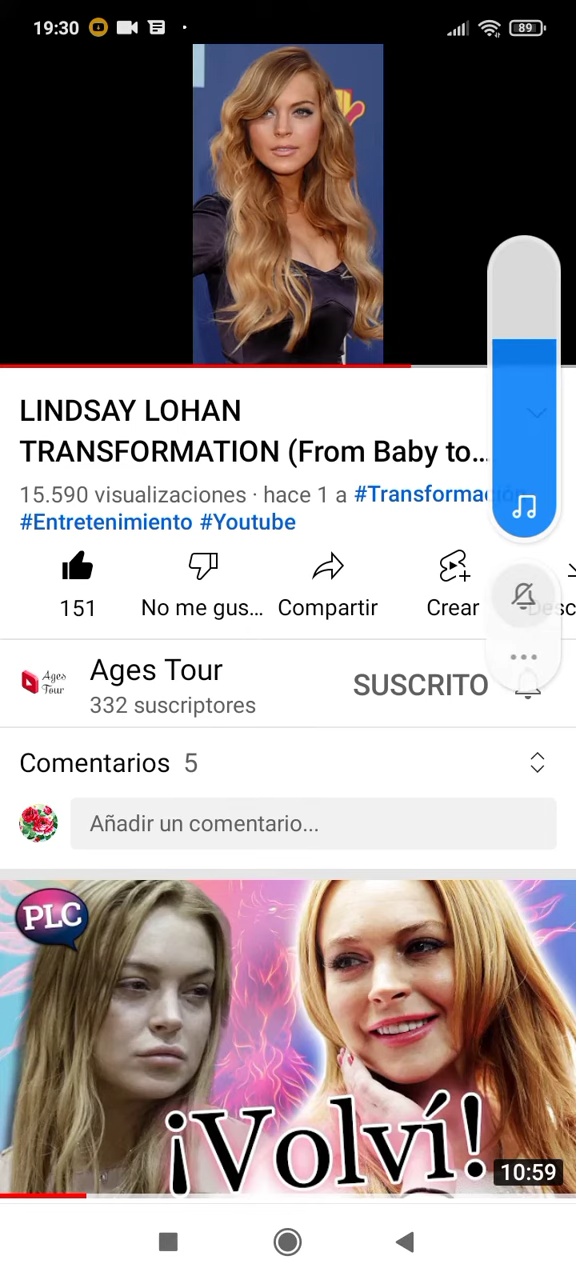 19:30
89
LINDSAY LOHAN
TRANSFORMATION (From Baby to...
15.590 visualizaciones · hace 1 a #Transformación
#Entretenimiento #Youtube
151 No me gus... Compartir Crear Desc
Ages Tour
Ages Tour
332 suscriptores
SUSCRITO
Comentarios 5
Añadir un comentario...
PLC
¡Volví!
10:59